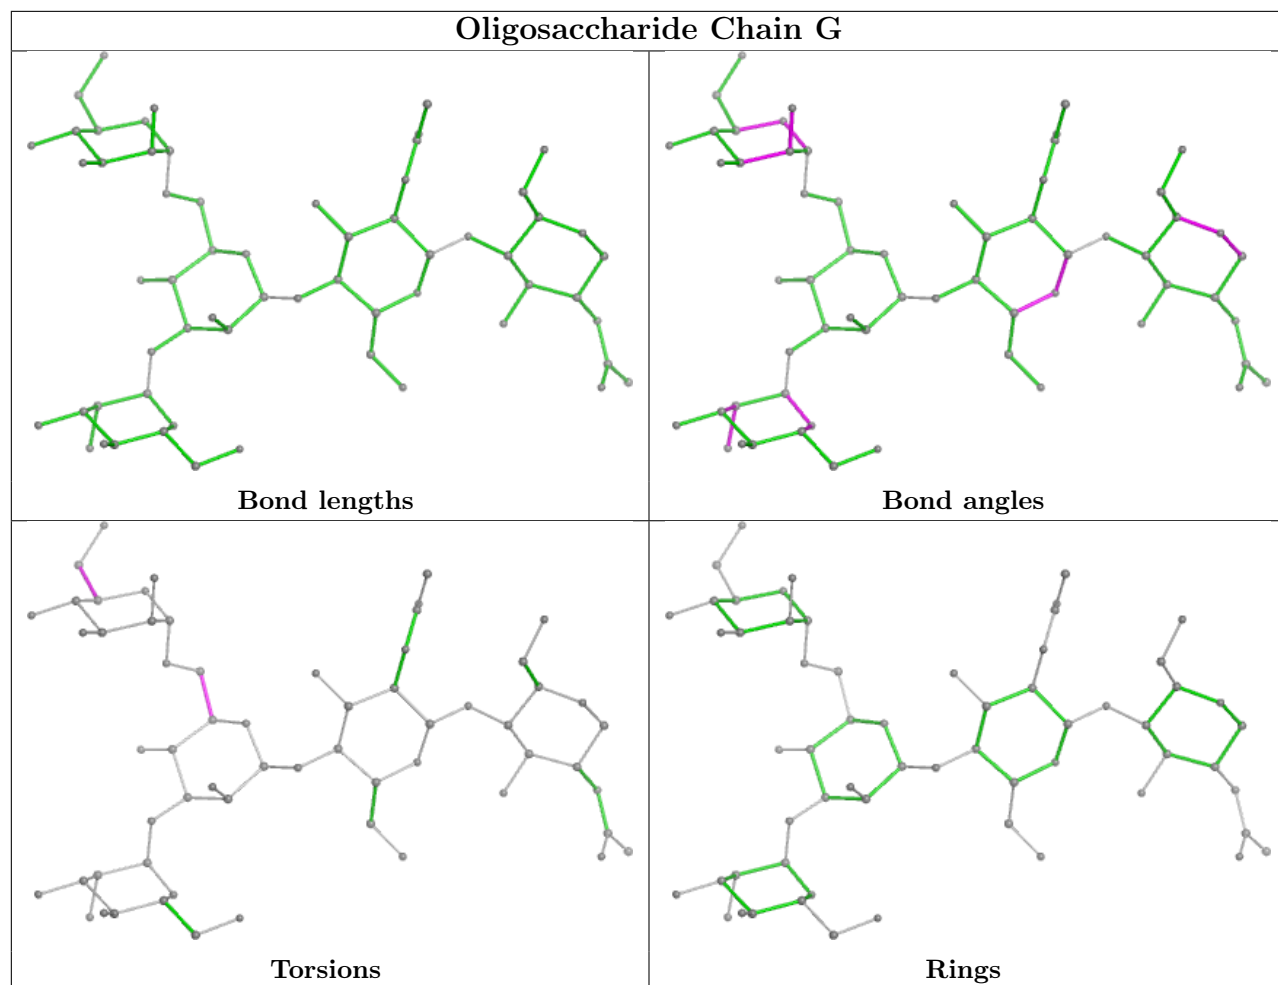 Oligosaccharide Chain G
Bond lengths
Bond angles
Torsions
Rings